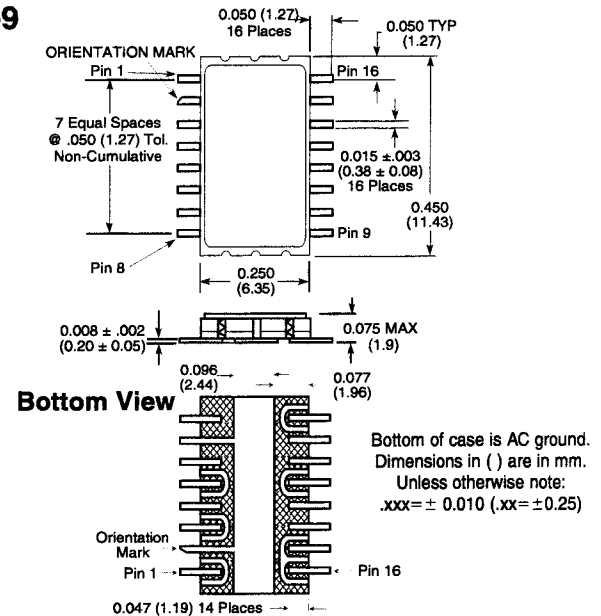 9
0.050 (1.27)
16 Places
0.050 TYP
(1.27)
ORIENTATION MARK
Pin 1
Pin 16
7 Equal Spaces
@ .050 (1.27) Tol.
Non-Cumulative
0.015 ±.003
(0.38 ± 0.08)
16 Places
0.450
(11.43)
Pin 9
Pin 8
0.250
(6.35)
0.008 ± .002
(0.20 ± 0.05)
0.075 MAX
(1.9)
0.096
(2.44)
0.077
(1.96)
Bottom View
Bottom of case is AC ground.
Dimensions in ( ) are in mm.
Unless otherwise note:
.xxx=± 0.010 (.xx=±0.25)
Orientation
Mark
Pin 1
Pin 16
0.047 (1.19) 14 Places